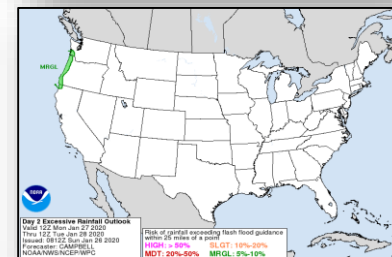 MRGL
NOAA
Day 2 Excessive Rainfall Outlook
Valid 12Z Mon Jan 27 2020
Thru 12Z Tue Jan 28 2020
Issued: 0812Z Sun Jan 26 2020
Forecaster: CAMPBELL
NOAA/NWS/NCEP/WPC
Risk of rainfall exceeding flash flood guidance
within 25 miles of a point
HIGH: > 50% SLGT: 10%-20%
MDT: 20%-50% MRGL: 5%-10%